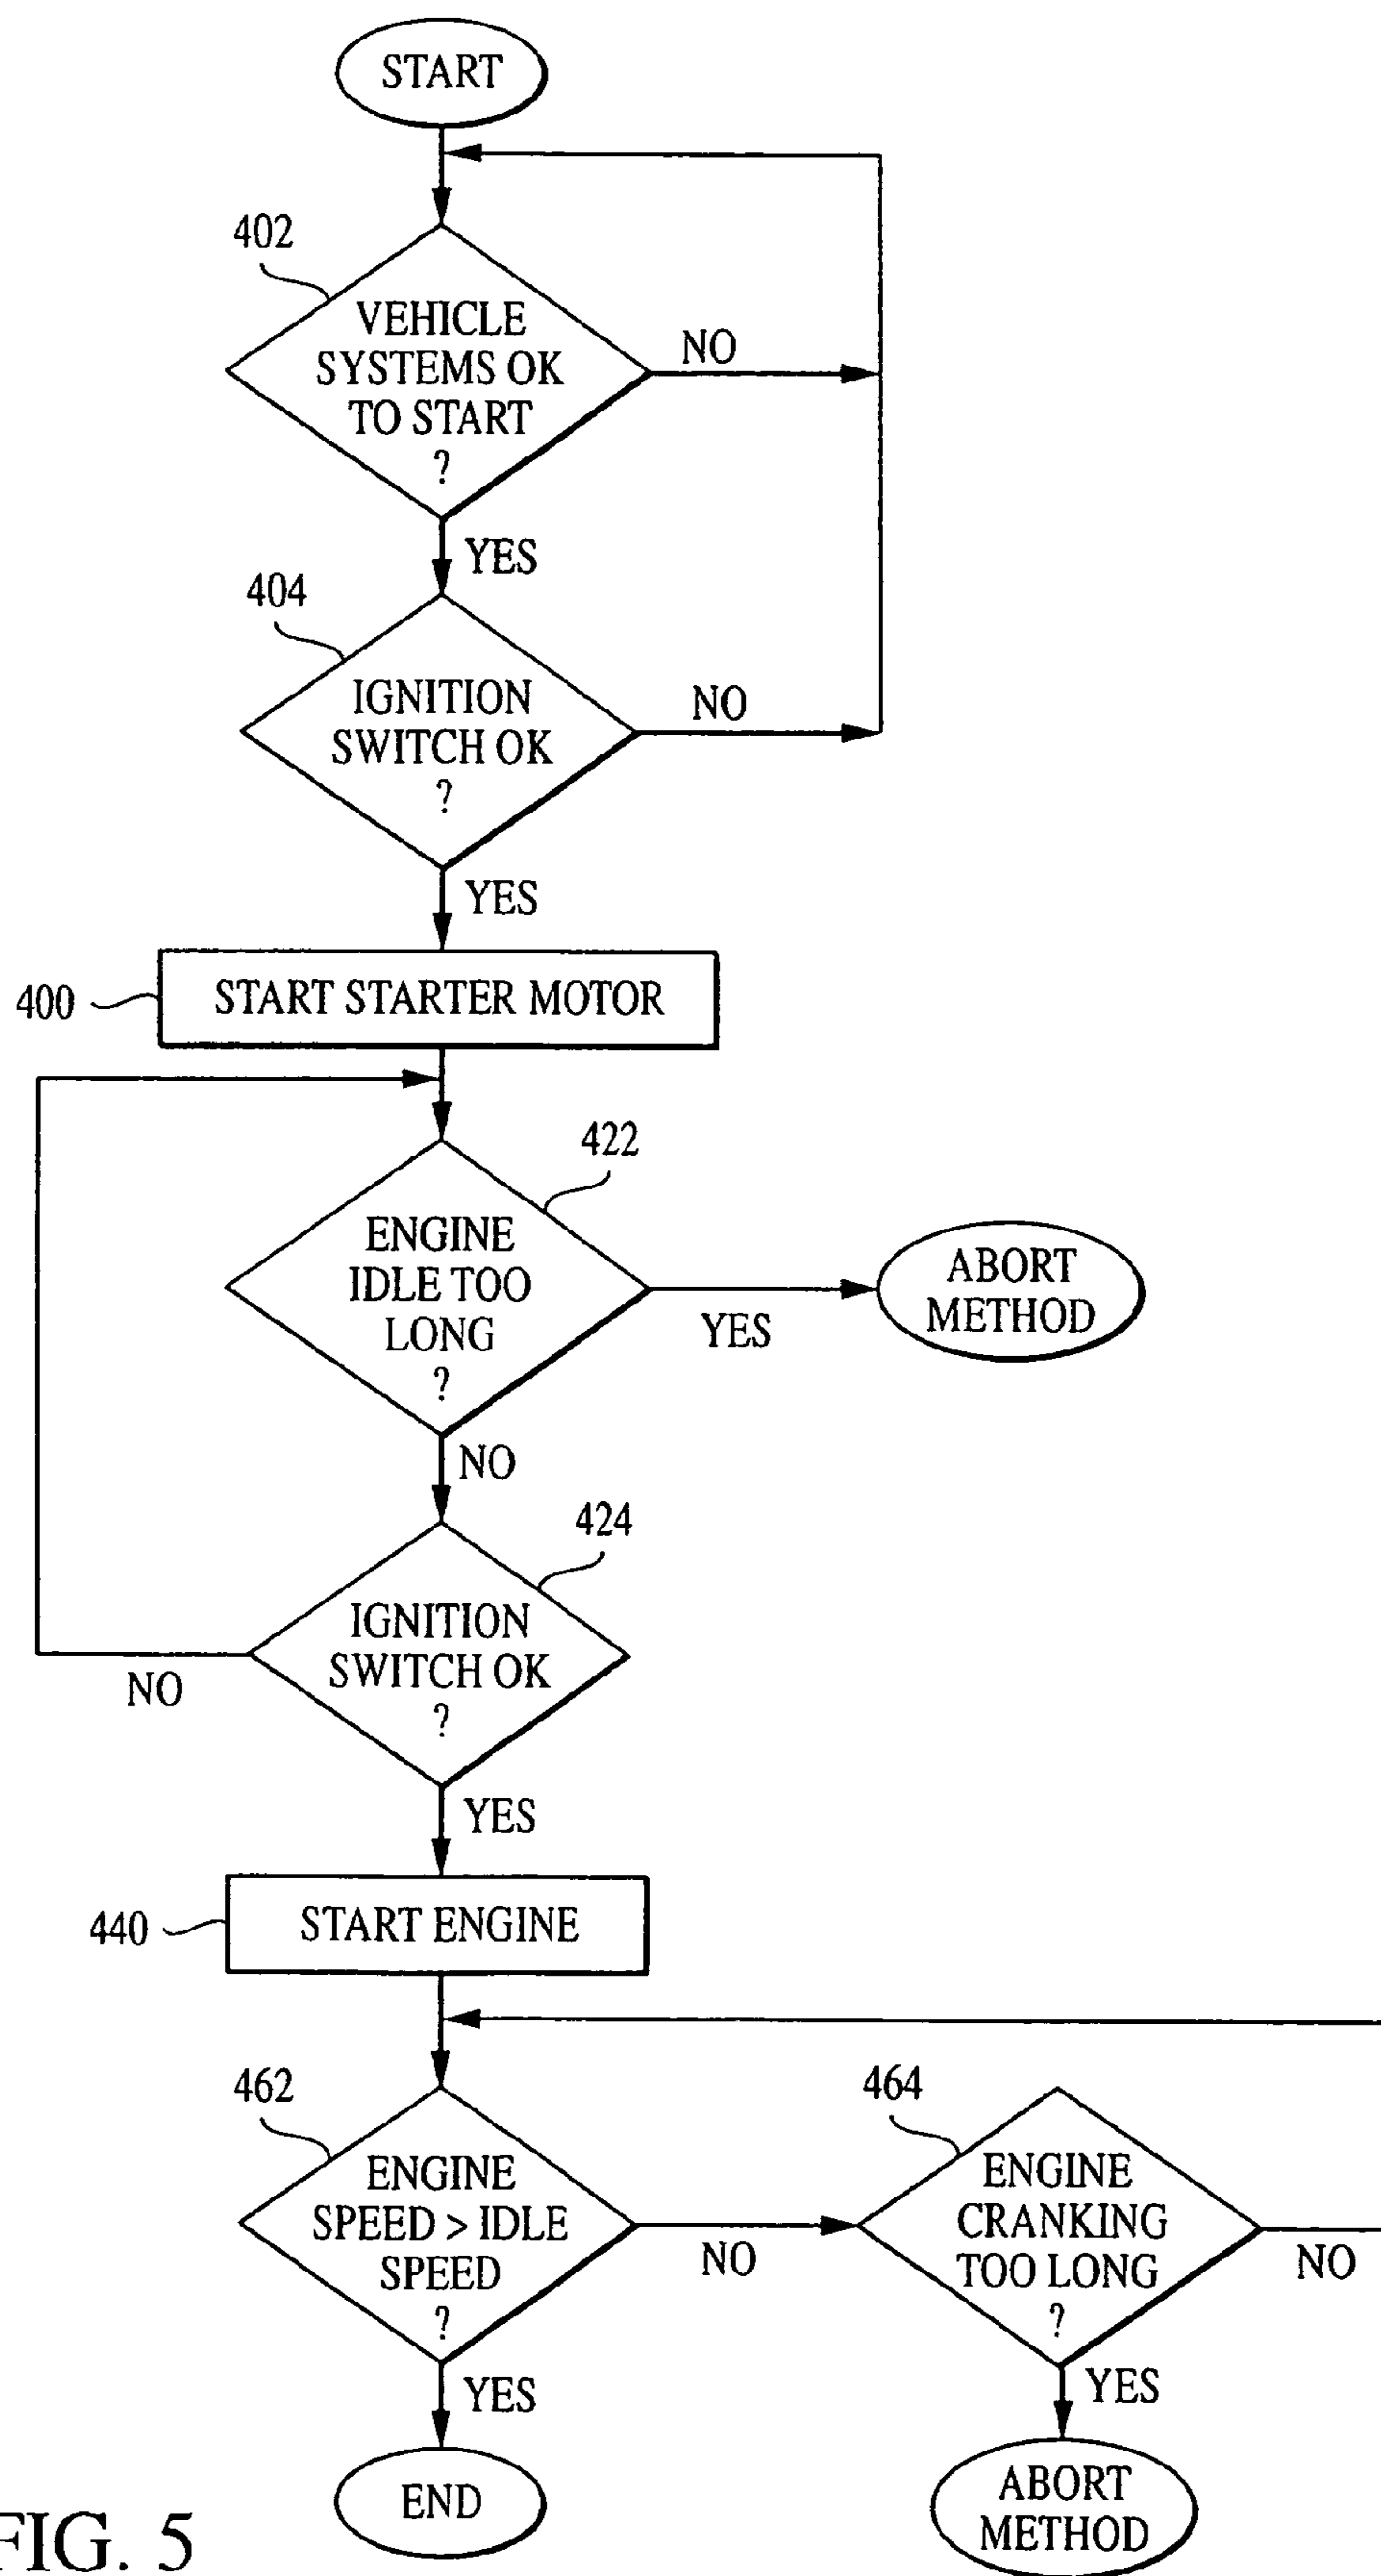 START
402
VEHICLE
SYSTEMS OK
TO START
?
NO
YES
404
IGNITION
SWITCH OK
?
NO
YES
400
START STARTER MOTOR
422
ENGINE
IDLE TOO
LONG
?
YES
ABORT
METHOD
NO
424
IGNITION
SWITCH OK
?
NO
YES
440
START ENGINE
462
ENGINE
SPEED > IDLE
SPEED
?
NO
464
ENGINE
CRANKING
TOO LONG
?
NO
YES
YES
END
ABORT
METHOD
FIG. 5